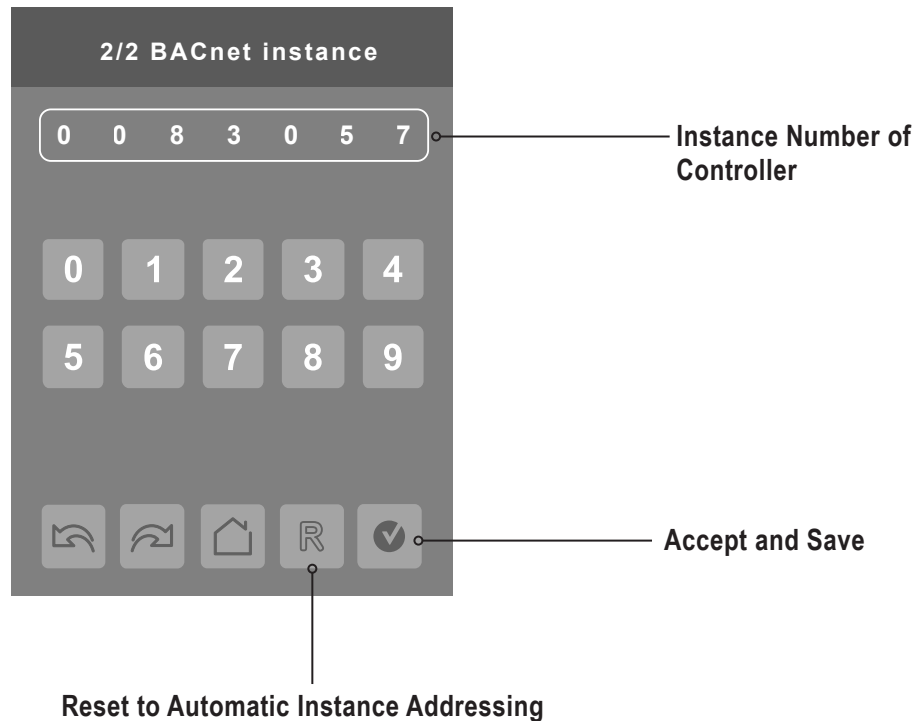 2/2 BACnet instance
0 0 8 3 0 5 7
Instance Number of
Controller
0 1 2 3 4
5 6 7 8 9
R
Accept and Save
Reset to Automatic Instance Addressing